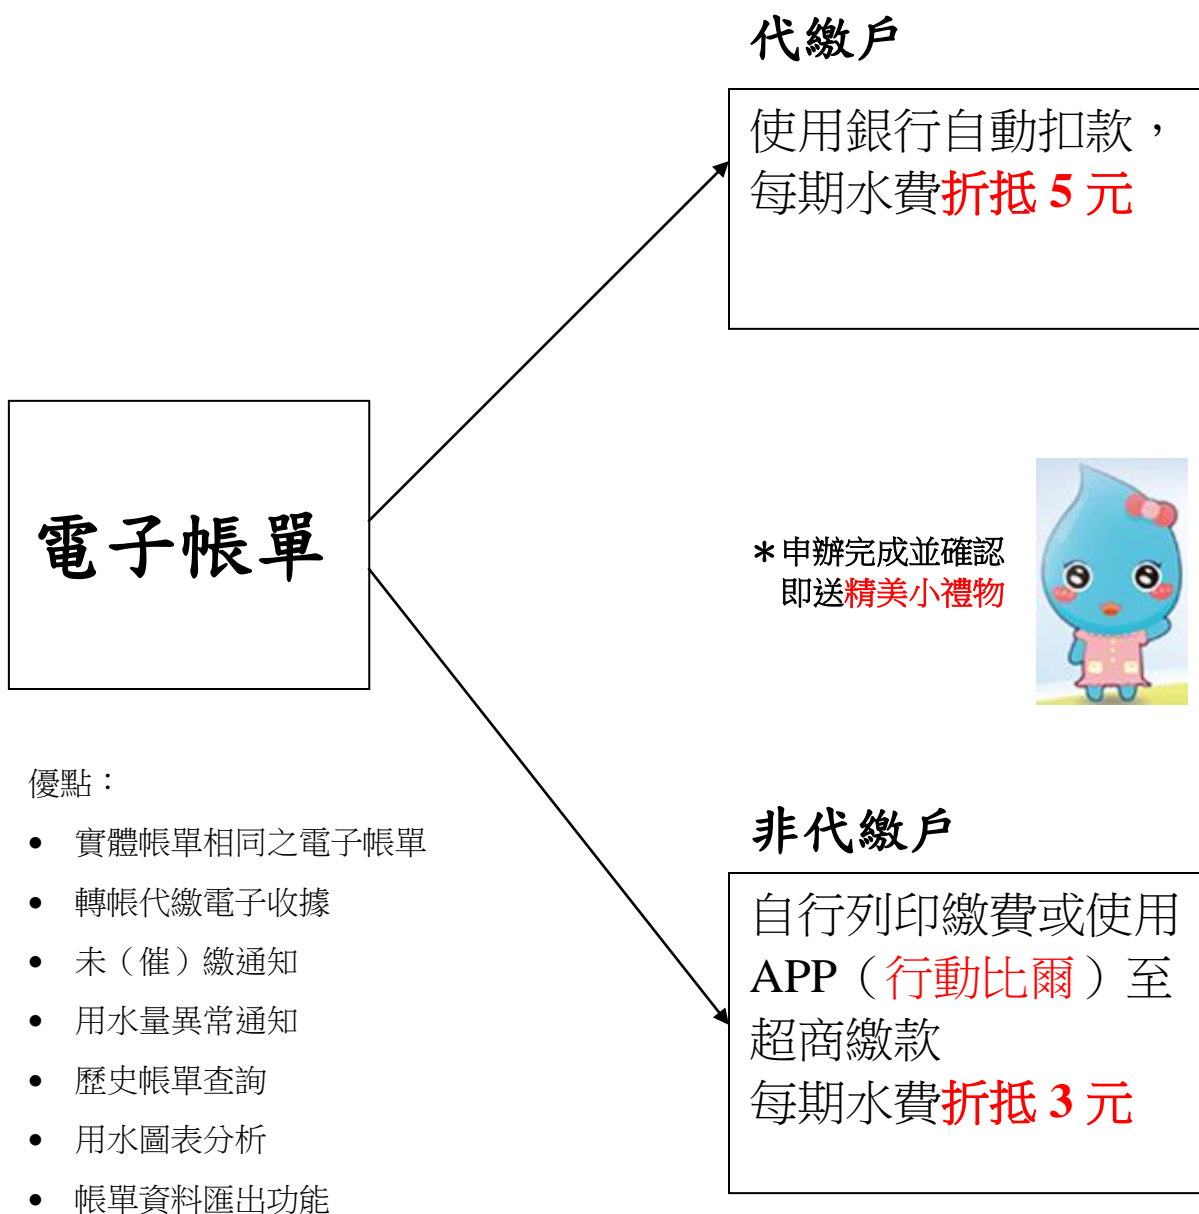 代繳戶
使用銀行自動扣款，
每期水費折抵 5 元
電子帳單
＊申辦完成並確認
即送精美小禮物
優點：
• 實體帳單相同之電子帳單
• 轉帳代繳電子收據
• 未（催）繳通知
• 用水量異常通知
• 歷史帳單查詢
• 用水圖表分析
• 帳單資料匯出功能
非代繳戶
自行列印繳費或使用
APP（行動比爾）至
超商繳款
每期水費折抵 3 元